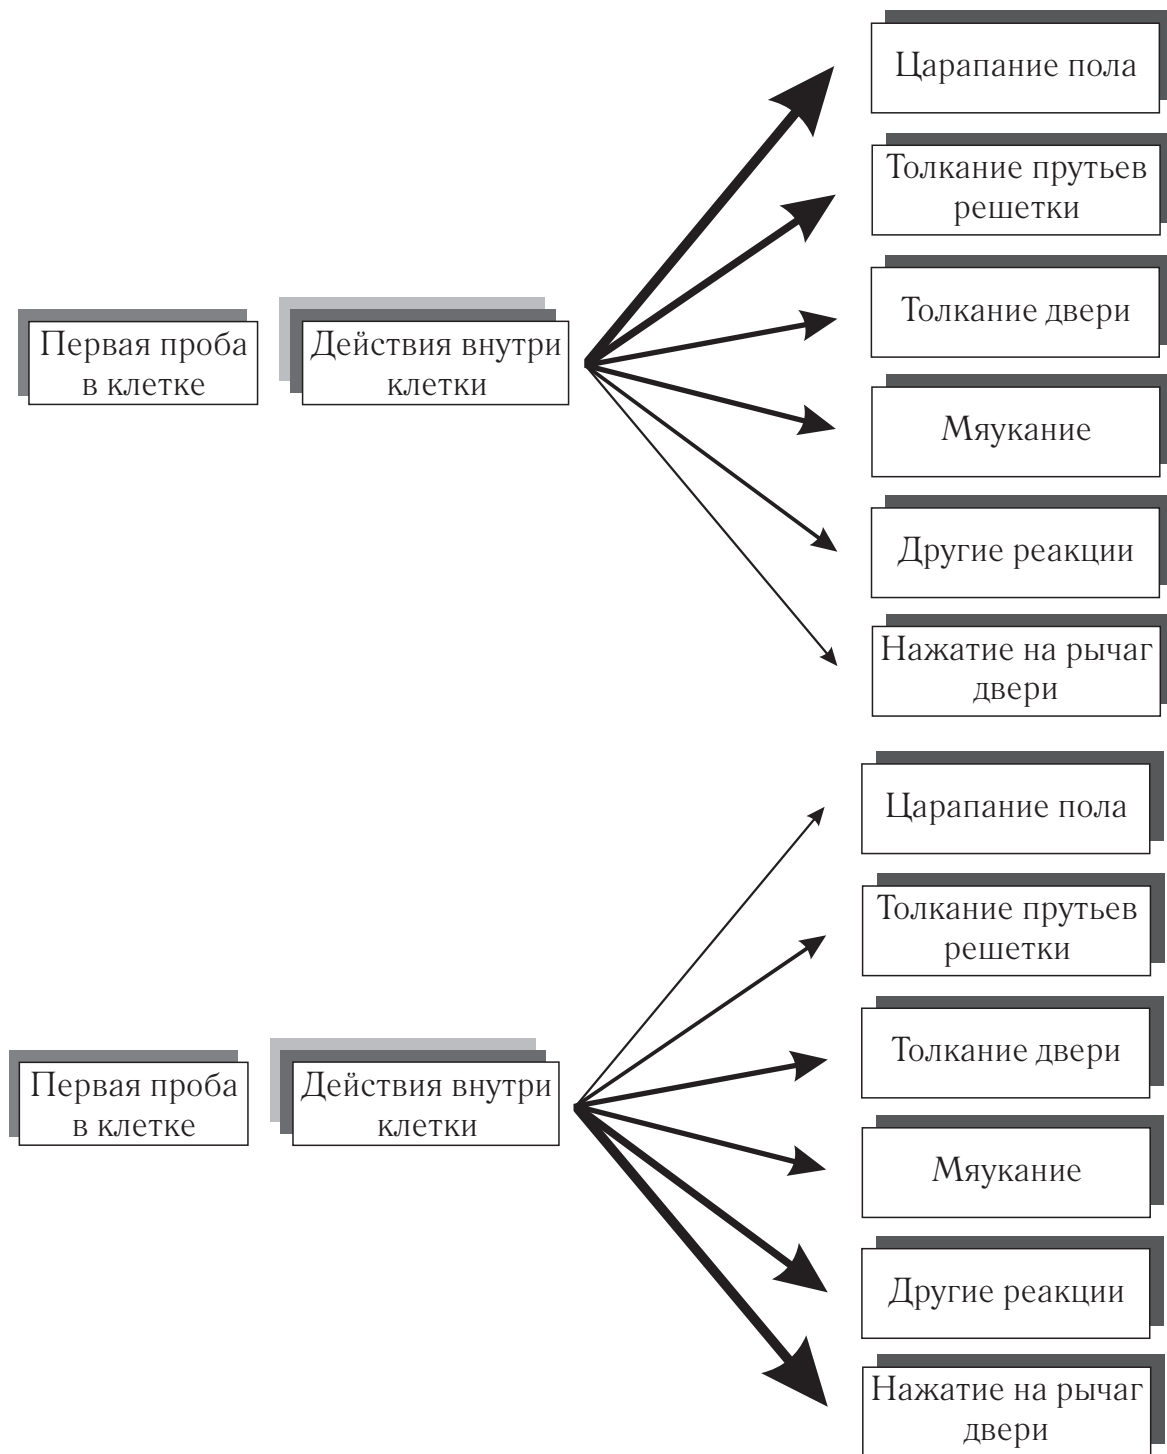 Царапание пола
Толкание прутьев
решетки
Толкание двери
Первая проба
в клетке
Действия внутри
клетки
Мяукание
Другие реакции
Нажатие на рычаг
двери
Царапание пола
Толкание прутьев
решетки
Толкание двери
Первая проба
в клетке
Действия внутри
клетки
Мяукание
Другие реакции
Нажатие на рычаг
двери